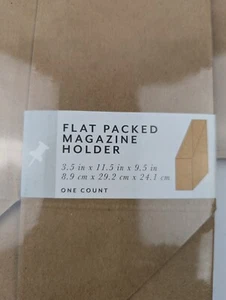 FLAT PACKED
MAGAZINE
HOLDER
3.5 in x 11.5 in x 9.5 in
8.9 cm x 29.2 cm x 24.1 cm
ONE COUNT